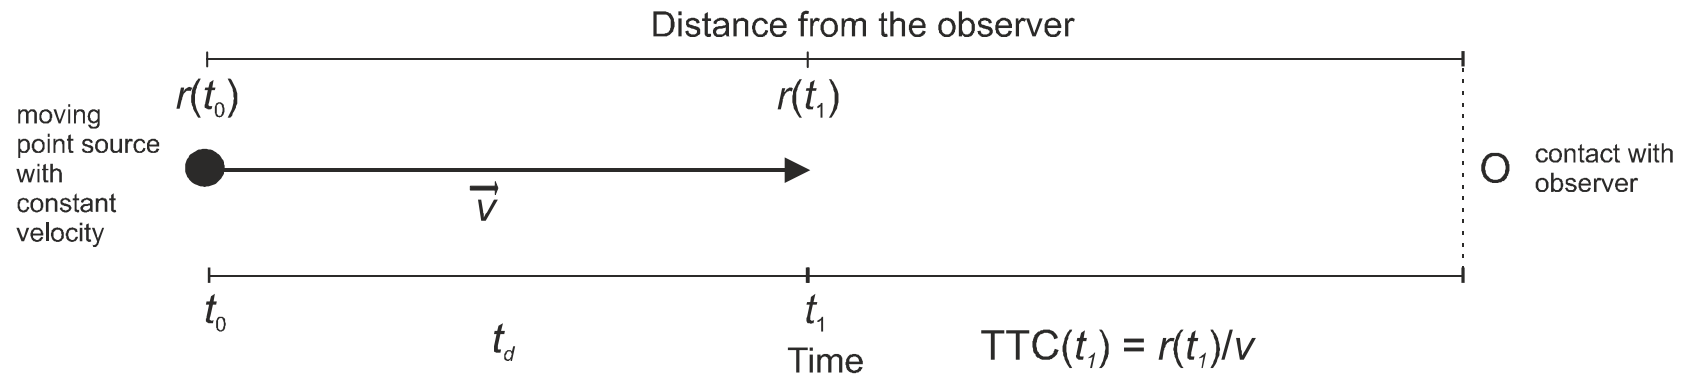 Distance from the observer
r(t₀)
r(t₁)
moving
point source
with
constant
velocity
v⃗
O
contact with
observer
t₀
t₁
t_d
Time
TTC(t₁) = r(t₁)/v